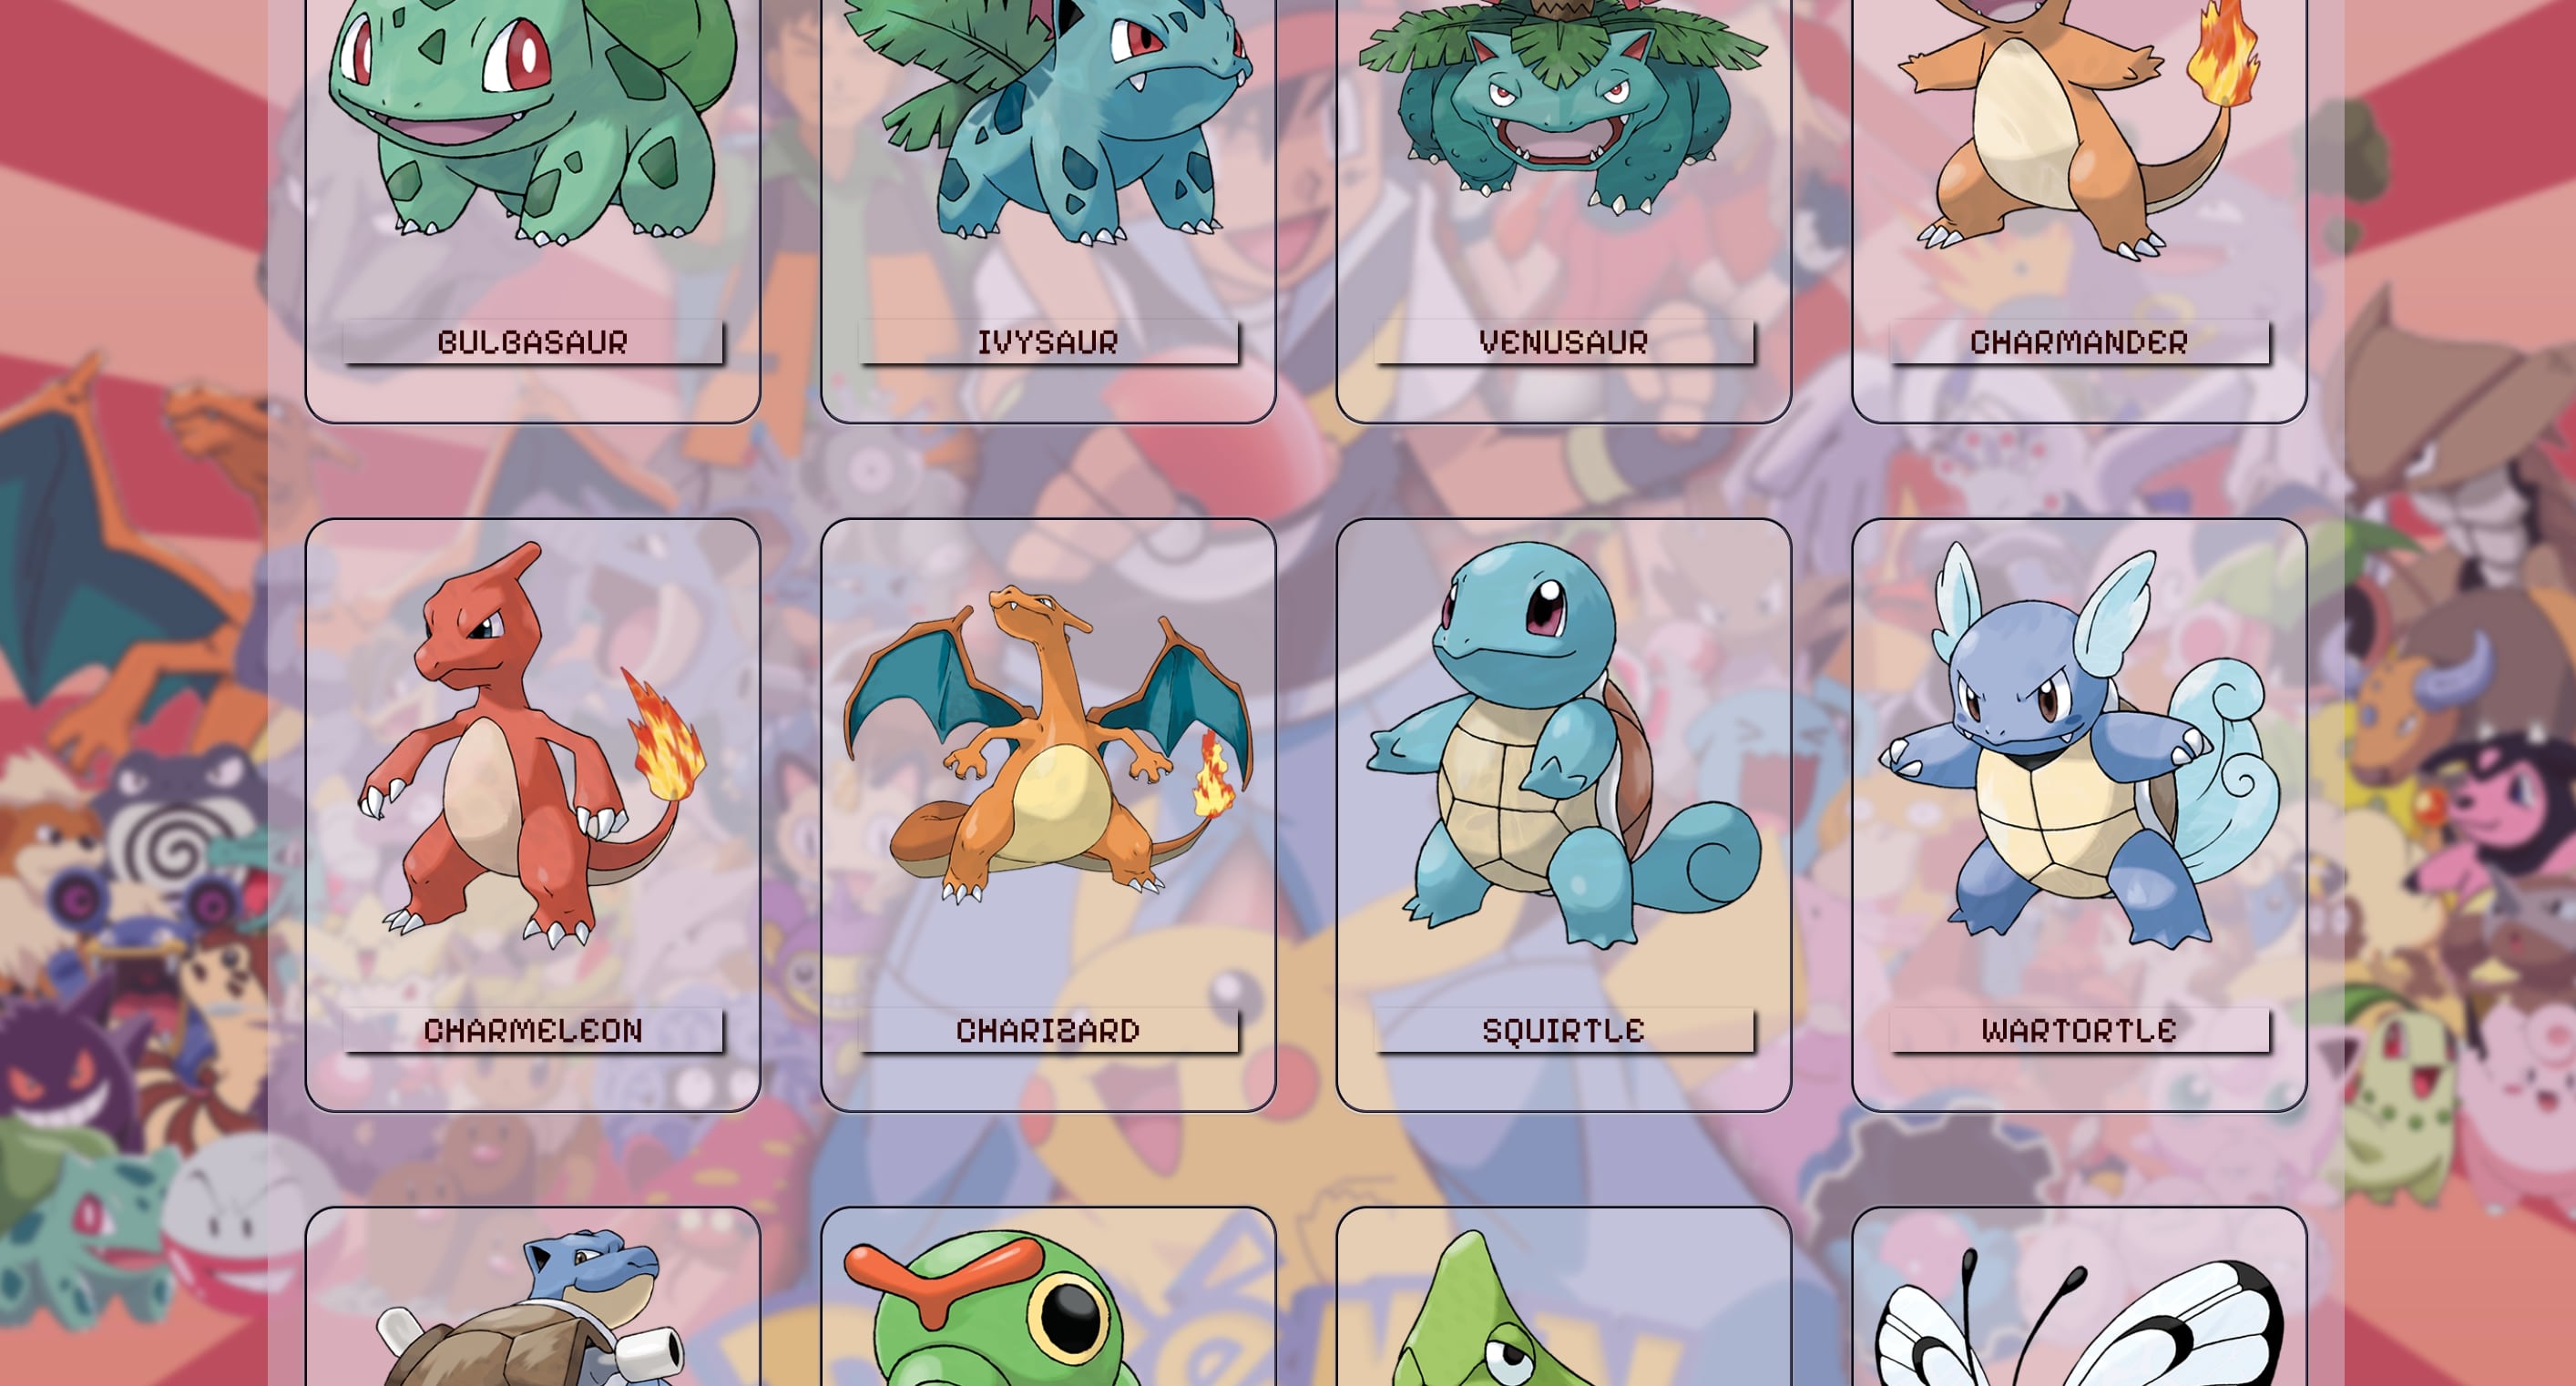 BULBASAUR
IVYSAUR
VENUSAUR
CHARMANDER
CHARMELEON
CHARIZARD
SQUIRTLE
WARTORTLE